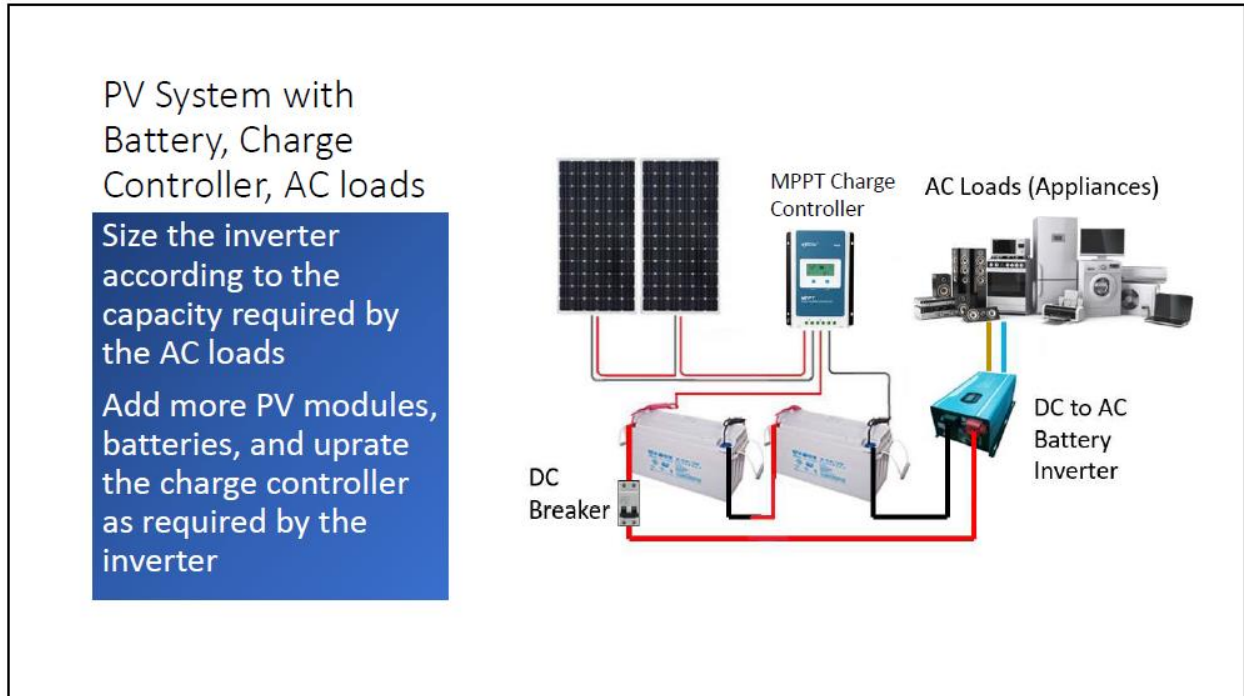 PV System with
Battery, Charge
Controller, AC loads
Size the inverter
according to the
capacity required by
the AC loads
Add more PV modules,
batteries, and uprate
the charge controller
as required by the
inverter
MPPT Charge
Controller
AC Loads (Appliances)
MPPT
DC to AC
Battery
Inverter
DC
Breaker